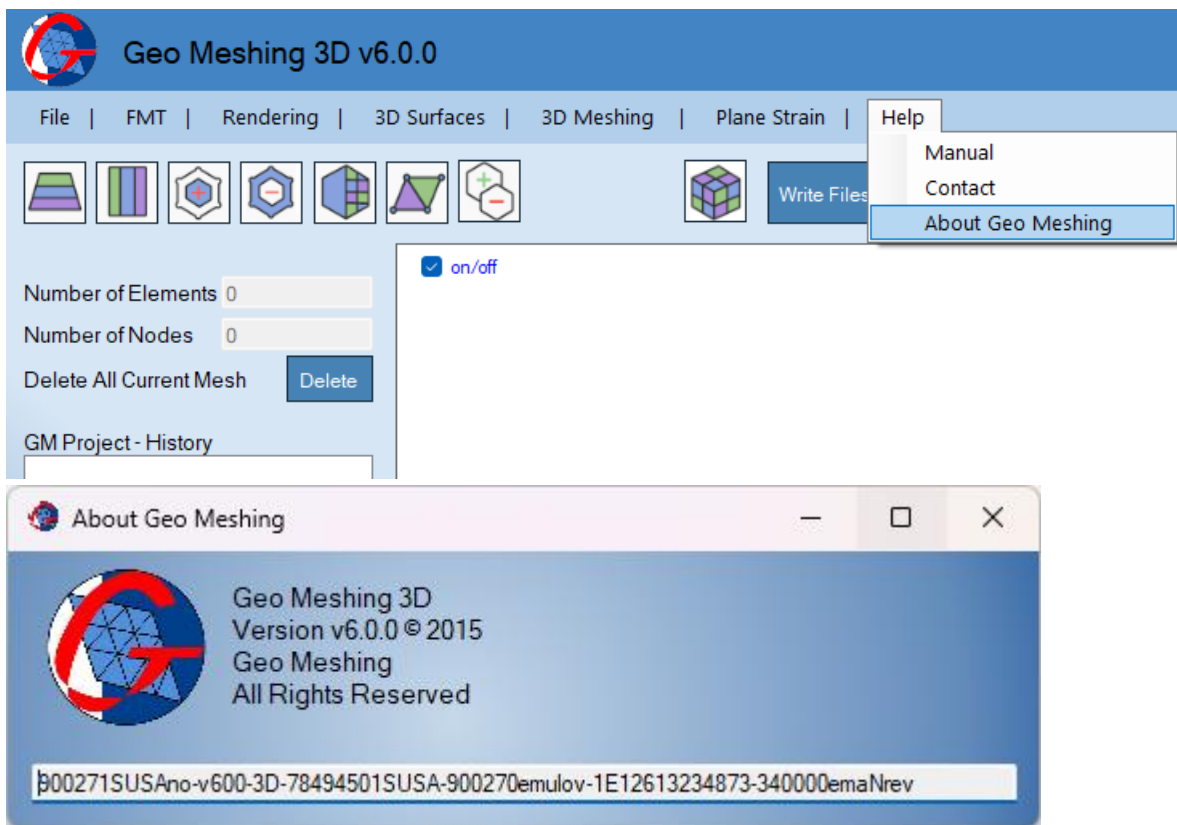 Geo Meshing 3D v6.0.0
File | FMT | Rendering | 3D Surfaces | 3D Meshing | Plane Strain | Help
Manual
Contact
About Geo Meshing
Write Files
on/off
Number of Elements 0
Number of Nodes 0
Delete All Current Mesh Delete
GM Project - History
About Geo Meshing
Geo Meshing 3D
Version v6.0.0 © 2015
Geo Meshing
All Rights Reserved
900271SUSAno-v600-3D-78494501SUSA-900270emulov-1E12613234873-340000emaNrev